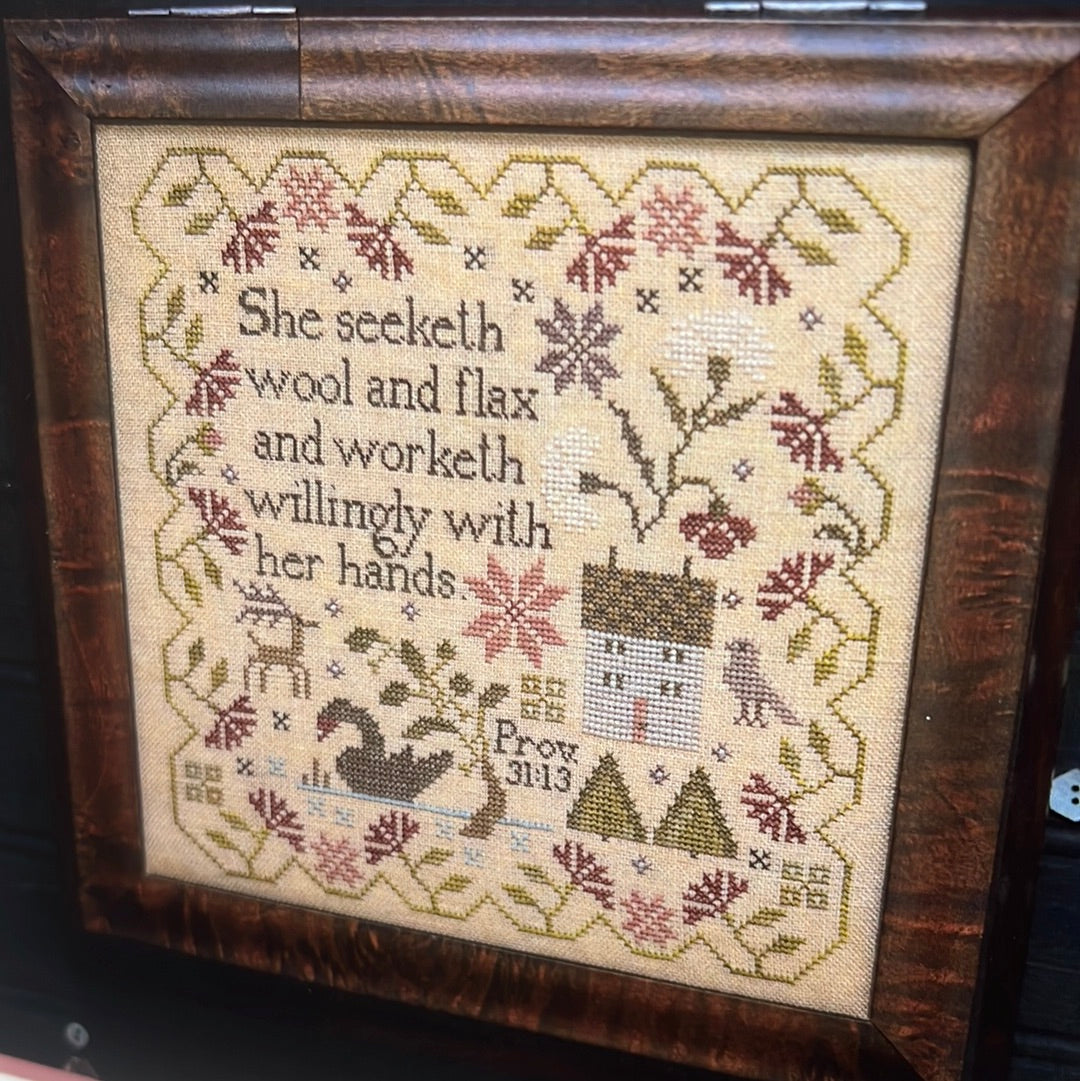 She seeketh
wool and flax
and worketh
willingly with
her hands.
Prov.
31:13